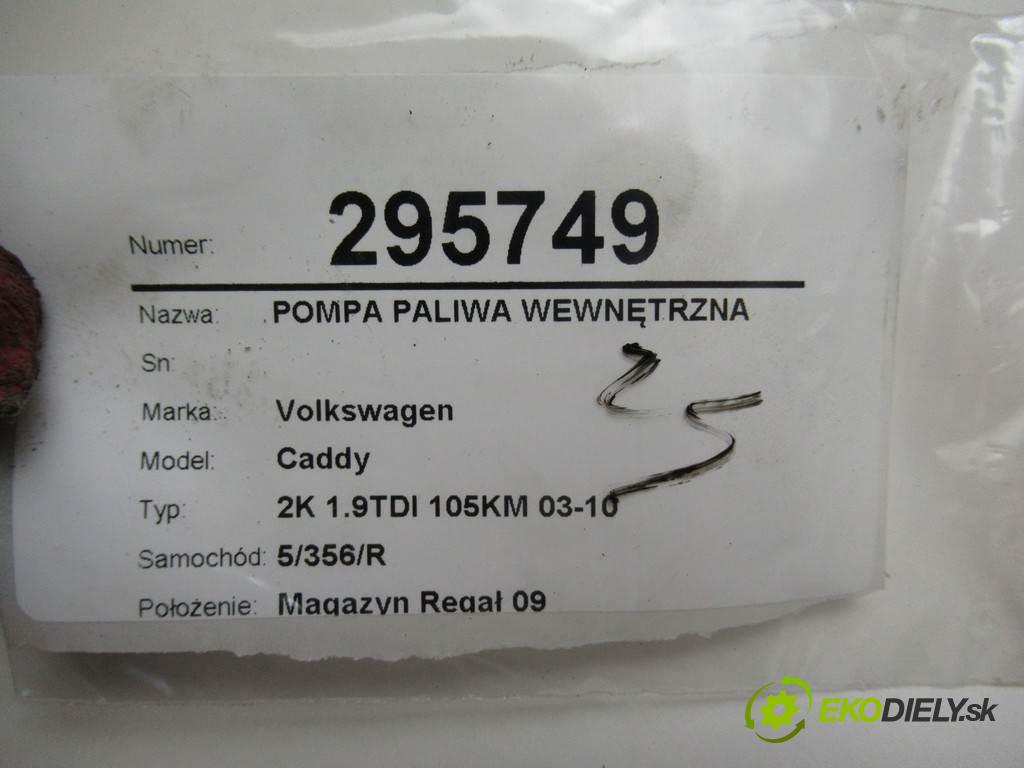 Numer: 295749
Nazwa: POMPA PALIWA WEWNĘTRZNA
Sn:
Marka: Volkswagen
Model: Caddy
Typ: 2K 1.9TDI 105KM 03-10
Samochód: 5/356/R
Położenie: Magazyn Regał 09
EKODIELY.sk